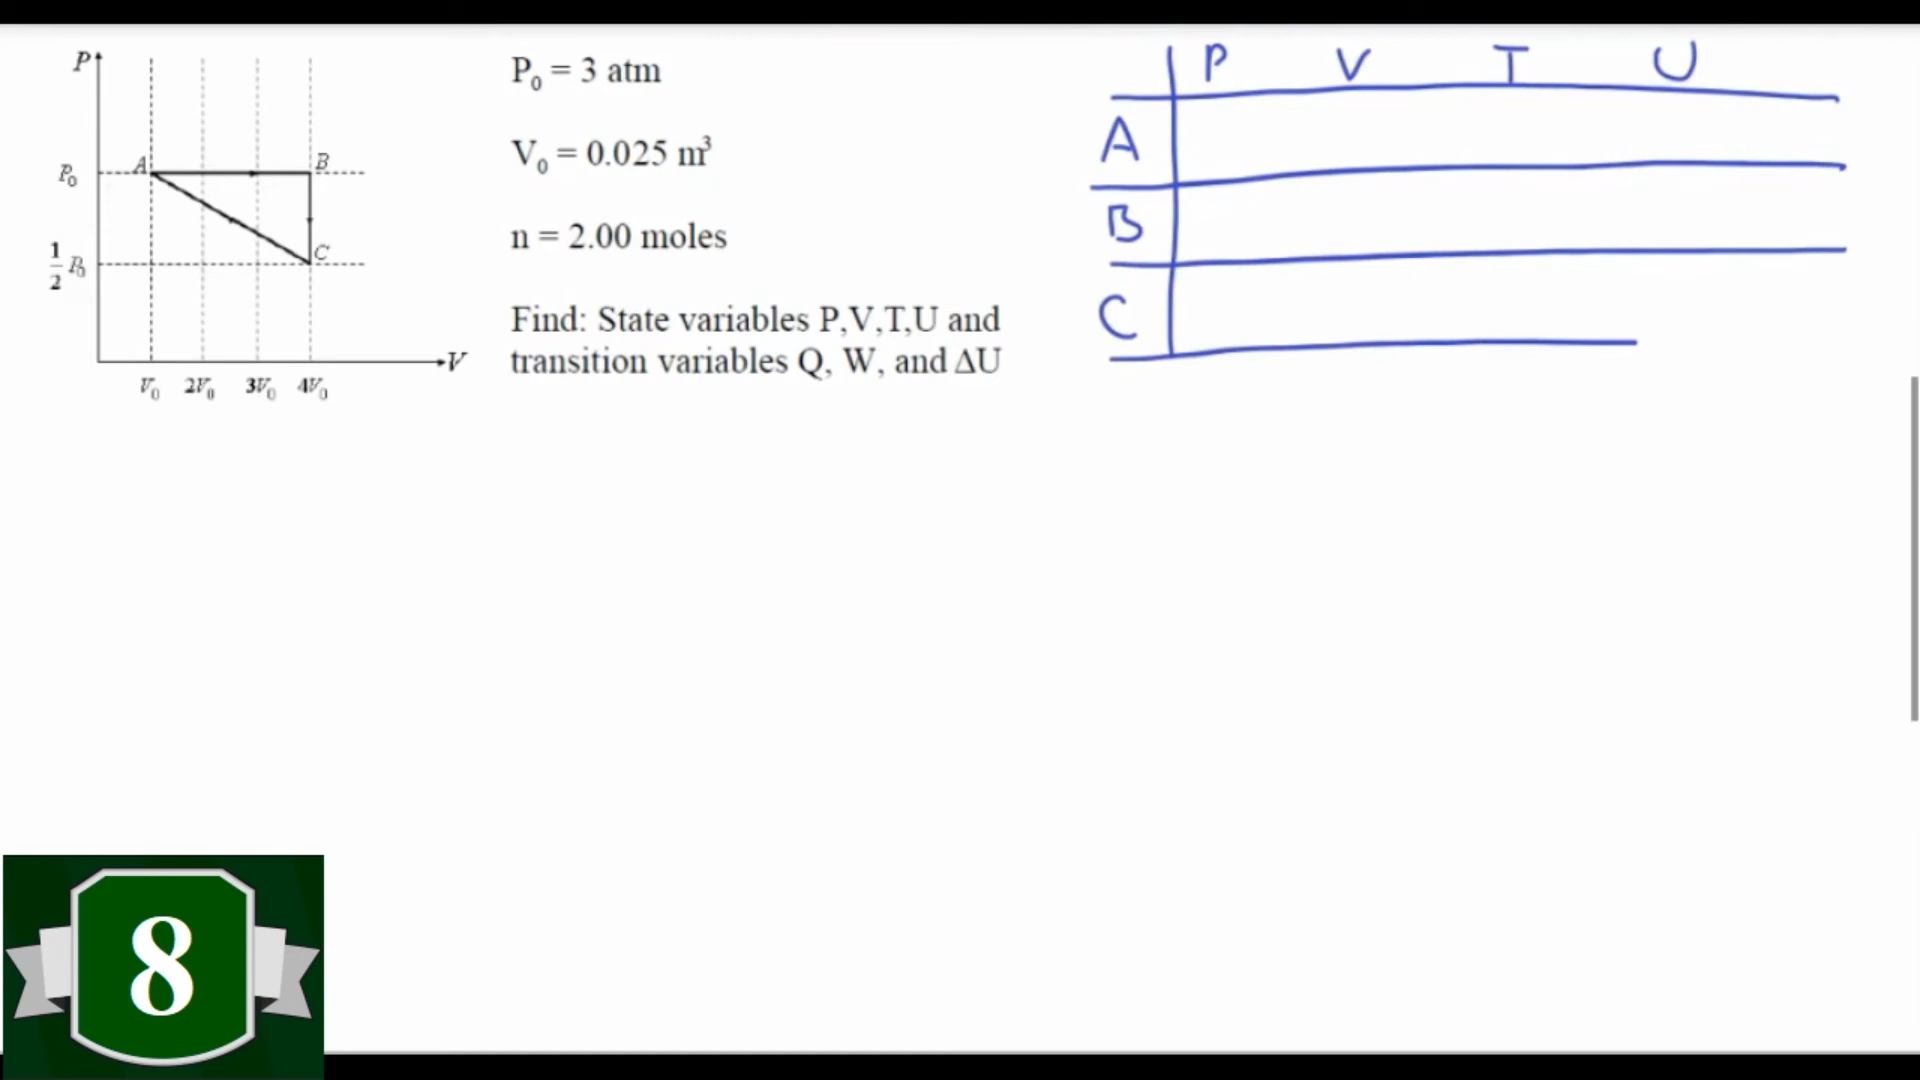 P
A
B
P₀
C
1/2 P₀
V
V₀ 2V₀ 3V₀ 4V₀
P₀ = 3 atm
V₀ = 0.025 m³
n = 2.00 moles
Find: State variables P,V,T,U and
transition variables Q, W, and ΔU
P V T U
A
B
C
8